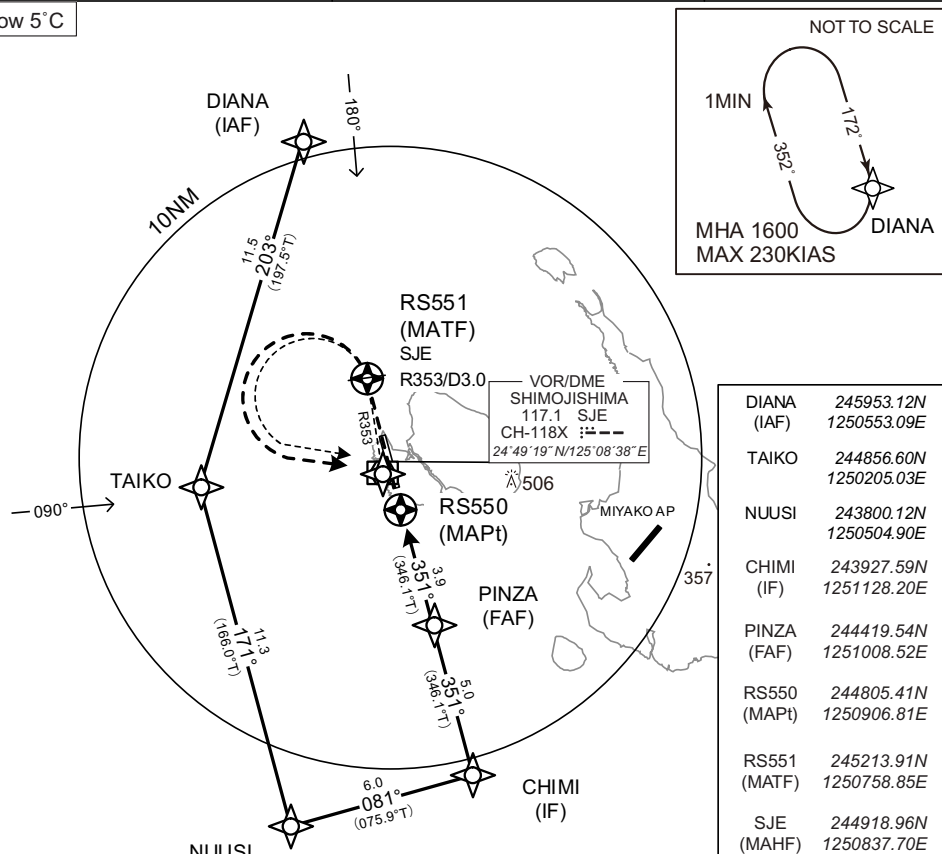 ow 5˚C
NOT TO SCALE
1MIN
352°
172°
DIANA
MHA 1600
MAX 230KIAS
DIANA
(IAF)
180°
10NM
11.5
203°
(197.5°T)
RS551
(MATF)
SJE
R353/D3.0
R353
VOR/DME
SHIMOJISHIMA
117.1 SJE
CH-118X
24˚49´19˝N/125˚08´38˝E
TAIKO
090°
506
RS550
(MAPt)
MIYAKO AP
357
3.9
351°
(346.1°T)
PINZA
(FAF)
11.3
171°
(166.0°T)
5.0
351°
(346.1°T)
CHIMI
(IF)
6.0
081°
(075.9°T)
NUUSI
DIANA 245953.12N
(IAF) 1250553.09E
TAIKO 244856.60N
1250205.03E
NUUSI 243800.12N
1250504.90E
CHIMI 243927.59N
(IF) 1251128.20E
PINZA 244419.54N
(FAF) 1251008.52E
RS550 244805.41N
(MAPt) 1250906.81E
RS551 245213.91N
(MATF) 1250758.85E
SJE 244918.96N
(MAHF) 1250837.70E